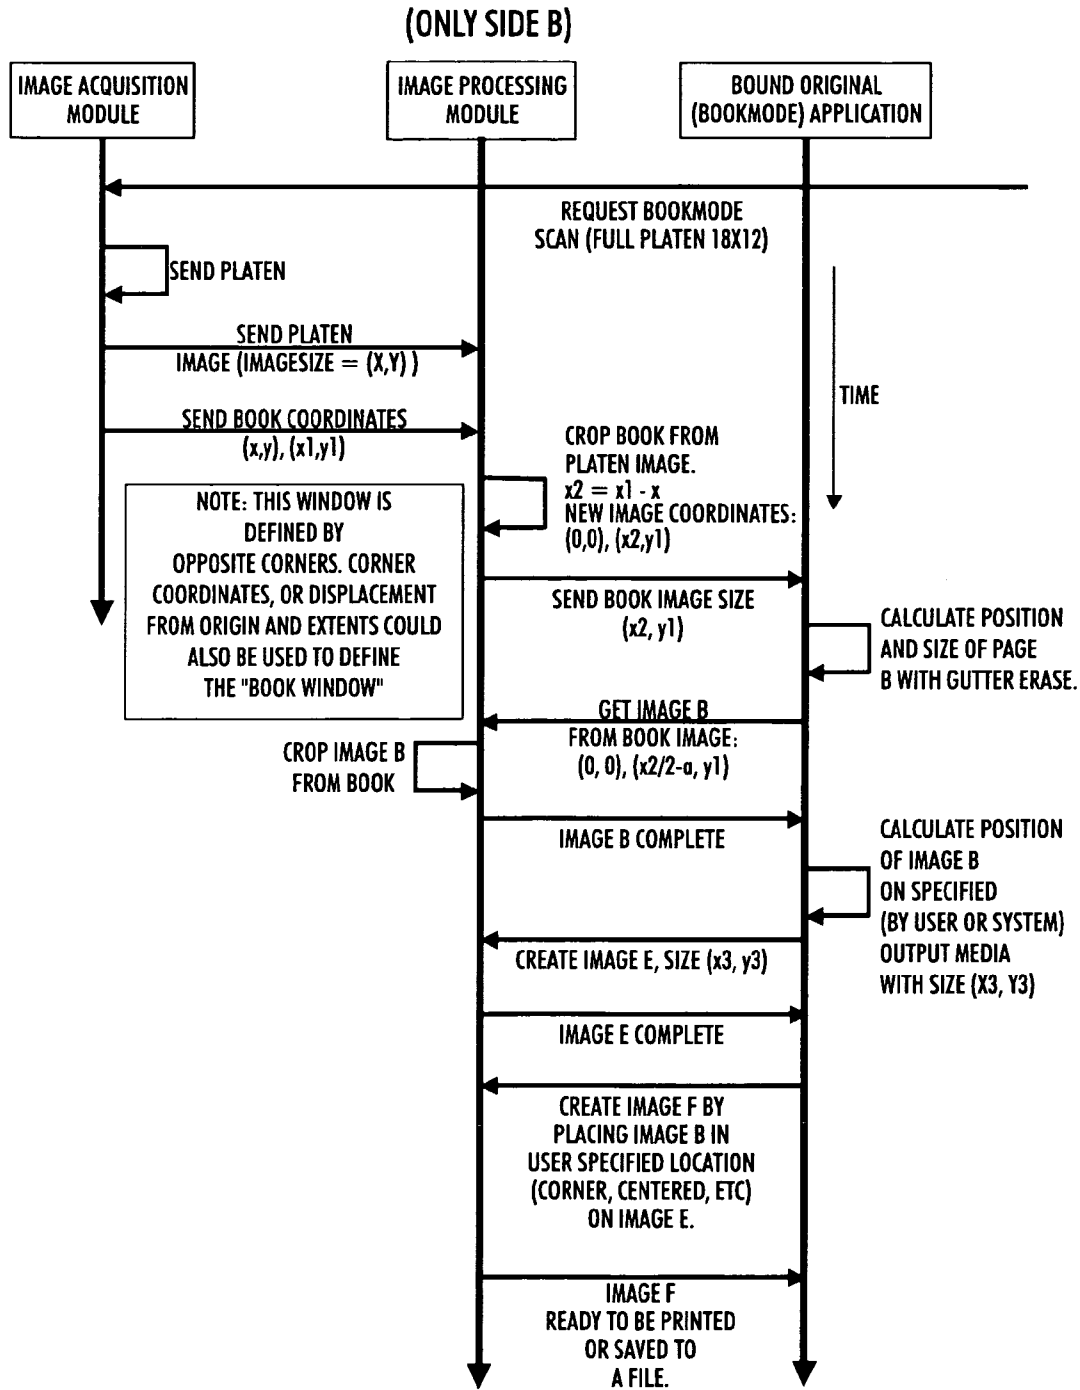 (ONLY SIDE B)
IMAGE ACQUISITION
MODULE
IMAGE PROCESSING
MODULE
BOUND ORIGINAL
(BOOKMODE) APPLICATION
REQUEST BOOKMODE
SCAN (FULL PLATEN 18X12)
SEND PLATEN
SEND PLATEN
IMAGE (IMAGESIZE = (X,Y) )
TIME
SEND BOOK COORDINATES
(x,y), (x1,y1)
CROP BOOK FROM
PLATEN IMAGE.
x2 = x1 - x
NEW IMAGE COORDINATES:
(0,0), (x2,y1)
NOTE: THIS WINDOW IS
DEFINED BY
OPPOSITE CORNERS. CORNER
COORDINATES, OR DISPLACEMENT
FROM ORIGIN AND EXTENTS COULD
ALSO BE USED TO DEFINE
THE "BOOK WINDOW"
SEND BOOK IMAGE SIZE
(x2, y1)
CALCULATE POSITION
AND SIZE OF PAGE
B WITH GUTTER ERASE.
GET IMAGE B
FROM BOOK IMAGE:
(0, 0), (x2/2-a, y1)
CROP IMAGE B
FROM BOOK
IMAGE B COMPLETE
CALCULATE POSITION
OF IMAGE B
ON SPECIFIED
(BY USER OR SYSTEM)
OUTPUT MEDIA
WITH SIZE (X3, Y3)
CREATE IMAGE E, SIZE (x3, y3)
IMAGE E COMPLETE
CREATE IMAGE F BY
PLACING IMAGE B IN
USER SPECIFIED LOCATION
(CORNER, CENTERED, ETC)
ON IMAGE E.
IMAGE F
READY TO BE PRINTED
OR SAVED TO
A FILE.